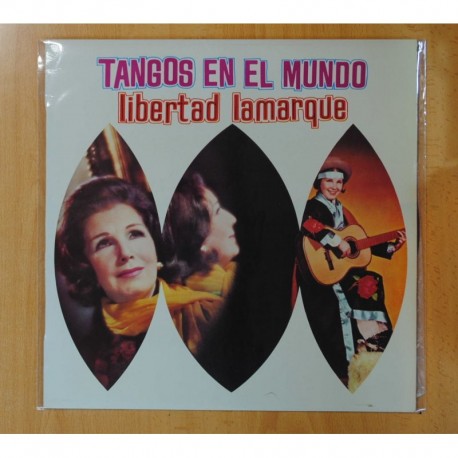 TANGOS EN EL MUNDO
libertad lamarque